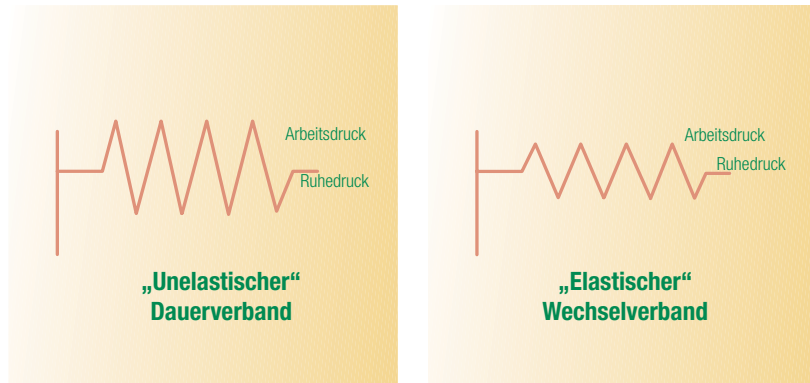 Arbeitsdruck
Ruhedruck
„Unelastischer“
Dauerverband
Arbeitsdruck
Ruhedruck
„Elastischer“
Wechselverband